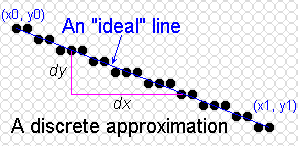 (x0, y0)
An "ideal" line
dy
dx
(x1, y1)
A discrete approximation